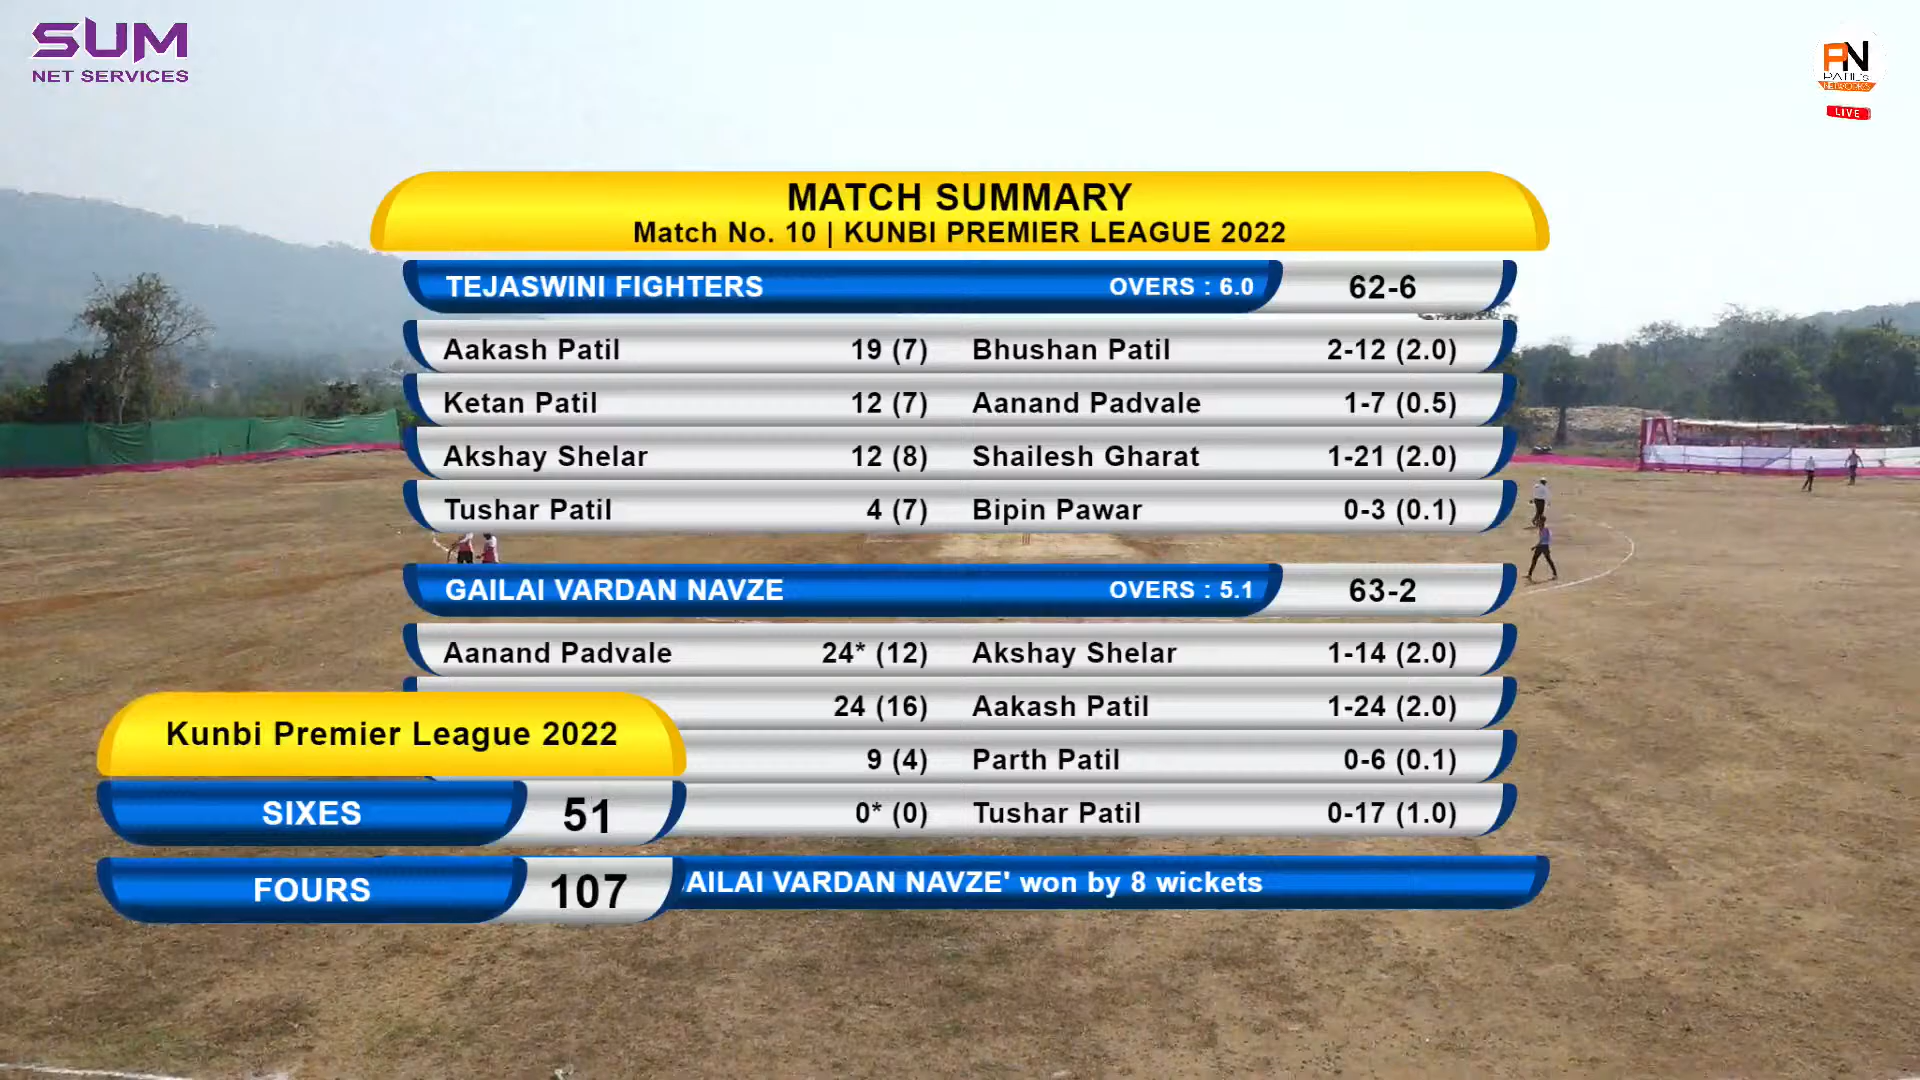 SUM
NET SERVICES
PN
PATIL's
NETWORKS
LIVE
MATCH SUMMARY
Match No. 10 | KUNBI PREMIER LEAGUE 2022
TEJASWINI FIGHTERS OVERS : 6.0 62-6
Aakash Patil 19 (7) Bhushan Patil 2-12 (2.0)
Ketan Patil 12 (7) Aanand Padvale 1-7 (0.5)
Akshay Shelar 12 (8) Shailesh Gharat 1-21 (2.0)
Tushar Patil 4 (7) Bipin Pawar 0-3 (0.1)
GAILAI VARDAN NAVZE OVERS : 5.1 63-2
Aanand Padvale 24* (12) Akshay Shelar 1-14 (2.0)
24 (16) Aakash Patil 1-24 (2.0)
9 (4) Parth Patil 0-6 (0.1)
0* (0) Tushar Patil 0-17 (1.0)
AILAI VARDAN NAVZE' won by 8 wickets
Kunbi Premier League 2022
SIXES 51
FOURS 107